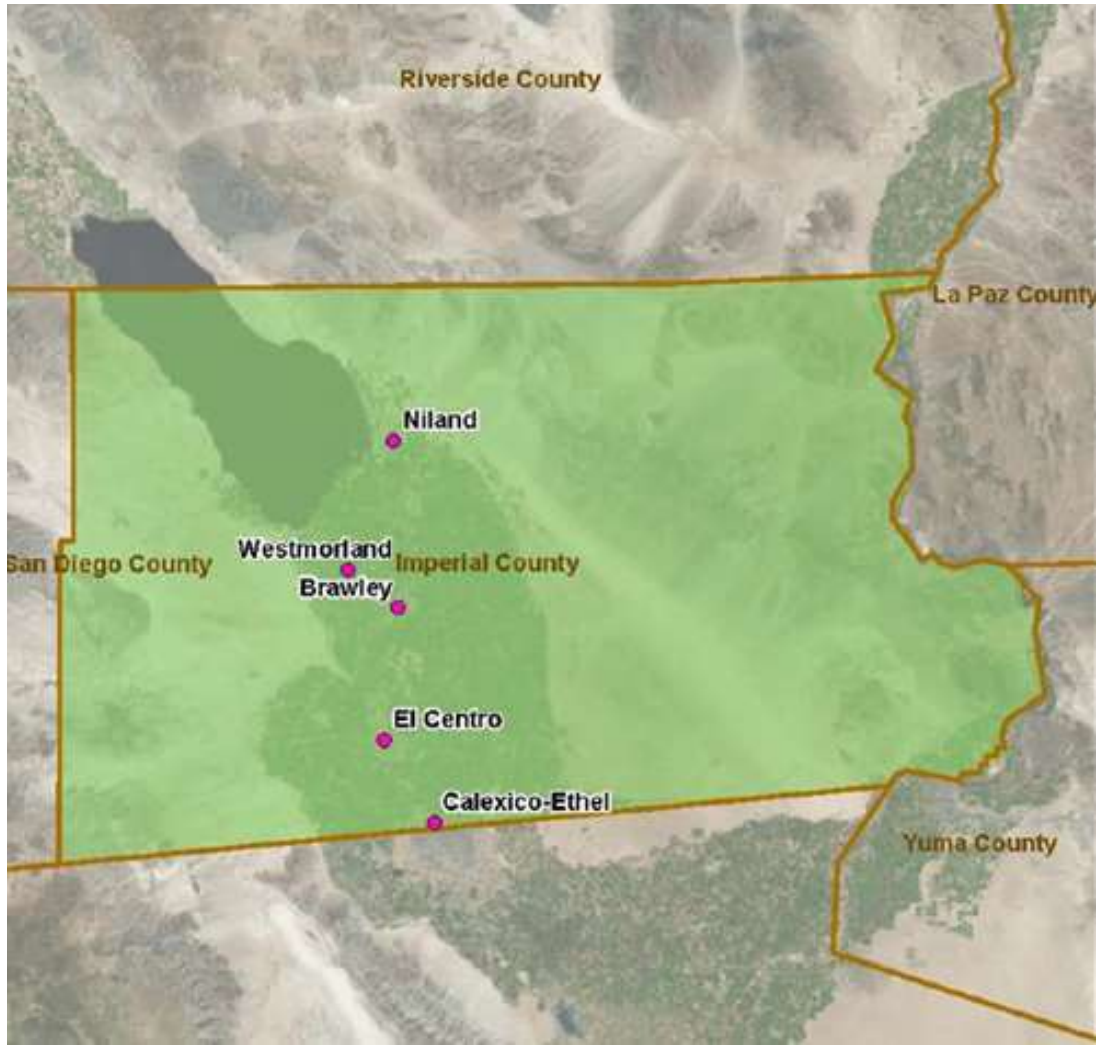 Riverside County
La Paz County
Niland
Westmorland
Imperial County
San Diego County
Brawley
El Centro
Calexico-Ethel
Yuma County